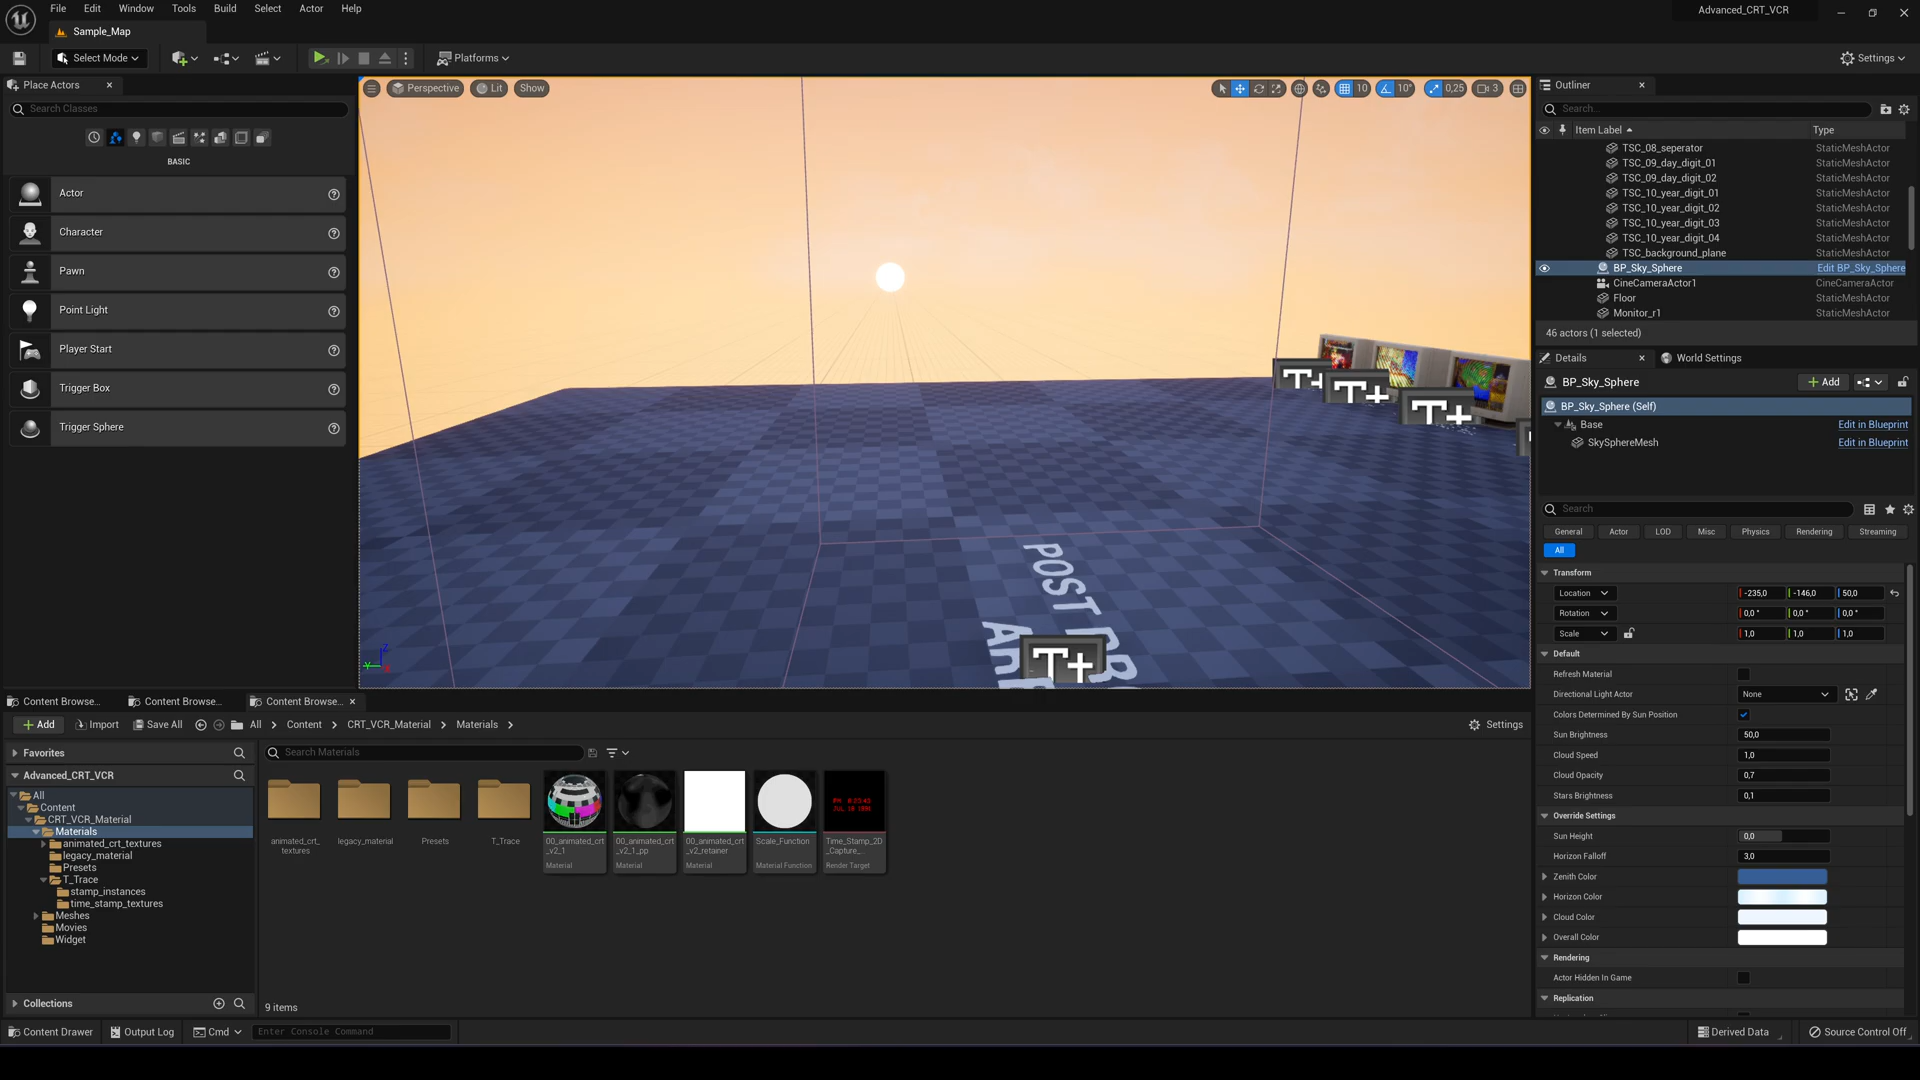 File Edit Window Tools Build Select Actor Help
Advanced_CRT_VCR
Sample_Map
Select Mode
Platforms
Settings
Place Actors
Search Classes
BASIC
Actor
Character
Pawn
Point Light
Player Start
Trigger Box
Trigger Sphere
Perspective Lit Show
10 10° 0,25 3
POST PR
T+ T+ T+
T+
Outliner
Search...
Item Label Type
TSC_08_seperator StaticMeshActor
TSC_09_day_digit_01 StaticMeshActor
TSC_09_day_digit_02 StaticMeshActor
TSC_10_year_digit_01 StaticMeshActor
TSC_10_year_digit_02 StaticMeshActor
TSC_10_year_digit_03 StaticMeshActor
TSC_10_year_digit_04 StaticMeshActor
TSC_background_plane StaticMeshActor
BP_Sky_Sphere Edit BP_Sky_Sphere
CineCameraActor1 CineCameraActor
Floor StaticMeshActor
Monitor_r1 StaticMeshActor
46 actors (1 selected)
Details World Settings
BP_Sky_Sphere Add
BP_Sky_Sphere (Self)
Base Edit in Blueprint
SkySphereMesh Edit in Blueprint
Search
General Actor LOD Misc Physics Rendering Streaming
All
Transform
Location -235,0 -146,0 50,0
Rotation 0,0 ° 0,0 ° 0,0 °
Scale 1,0 1,0 1,0
Default
Refresh Material
Directional Light Actor None
Colors Determined By Sun Position
Sun Brightness 50,0
Cloud Speed 1,0
Cloud Opacity 0,7
Stars Brightness 0,1
Override Settings
Sun Height 0,0
Horizon Falloff 3,0
Zenith Color
Horizon Color
Cloud Color
Overall Color
Rendering
Actor Hidden In Game
Replication
Content Browse... Content Browse... Content Browse...
Add Import Save All All Content CRT_VCR_Material Materials Settings
Favorites
Advanced_CRT_VCR
All
Content
CRT_VCR_Material
Materials
animated_crt_textures
legacy_material
Presets
T_Trace
stamp_instances
time_stamp_textures
Meshes
Movies
Widget
Collections
Search Materials
animated_crt_
textures
legacy_material
Presets
T_Trace
00_animated_crt
_v2_1
Material
00_animated_crt
_v2_1_pp
Material
00_animated_crt
_v2_retainer
Material
Scale_Function
Material Function
Time_Stamp_2D
_Capture_...
Render Target
9 items
Content Drawer Output Log Cmd Enter Console Command
Derived Data Source Control Off